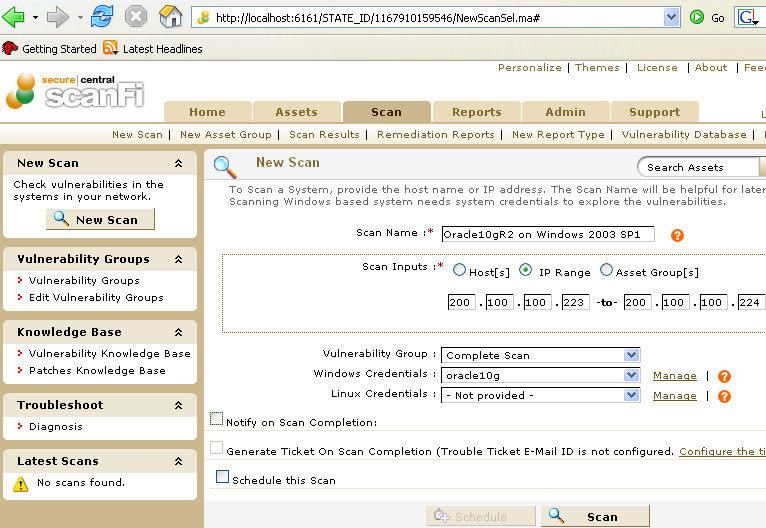 http://localhost:6161/STATE_ID/1167910159546/NewScanSel.ma#
Go
G
Getting Started
Latest Headlines
Personalize | Themes | License | About |
secure central
scanFi
Home
Assets
Scan
Reports
Admin
Support
New Scan | New Asset Group | Scan Results | Remediation Reports | New Report Type | Vulnerability Database |
New Scan
Check vulnerabilities in the
systems in your network.
New Scan
Vulnerability Groups
Vulnerability Groups
Edit Vulnerability Groups
Knowledge Base
Vulnerability Knowledge Base
Patches Knowledge Base
Troubleshoot
Diagnosis
Latest Scans
No scans found.
New Scan
Search Assets
To Scan a System, provide the host name or IP address. The Scan Name will be helpful for later
Scanning Windows based system needs system credentials to explore the vulnerabilities.
Scan Name :* Oracle10gR2 on Windows 2003 SP1 ?
Scan Inputs :* Host[s] IP Range Asset Group[s]
200 . 100 . 100 . 223 -to- 200 . 100 . 100 . 224
Vulnerability Group : Complete Scan
Windows Credentials : oracle10g Manage | ?
Linux Credentials : - Not provided - Manage | ?
Notify on Scan Completion:
Generate Ticket On Scan Completion (Trouble Ticket E-Mail ID is not configured. Configure the ti
Schedule this Scan
Schedule
Scan